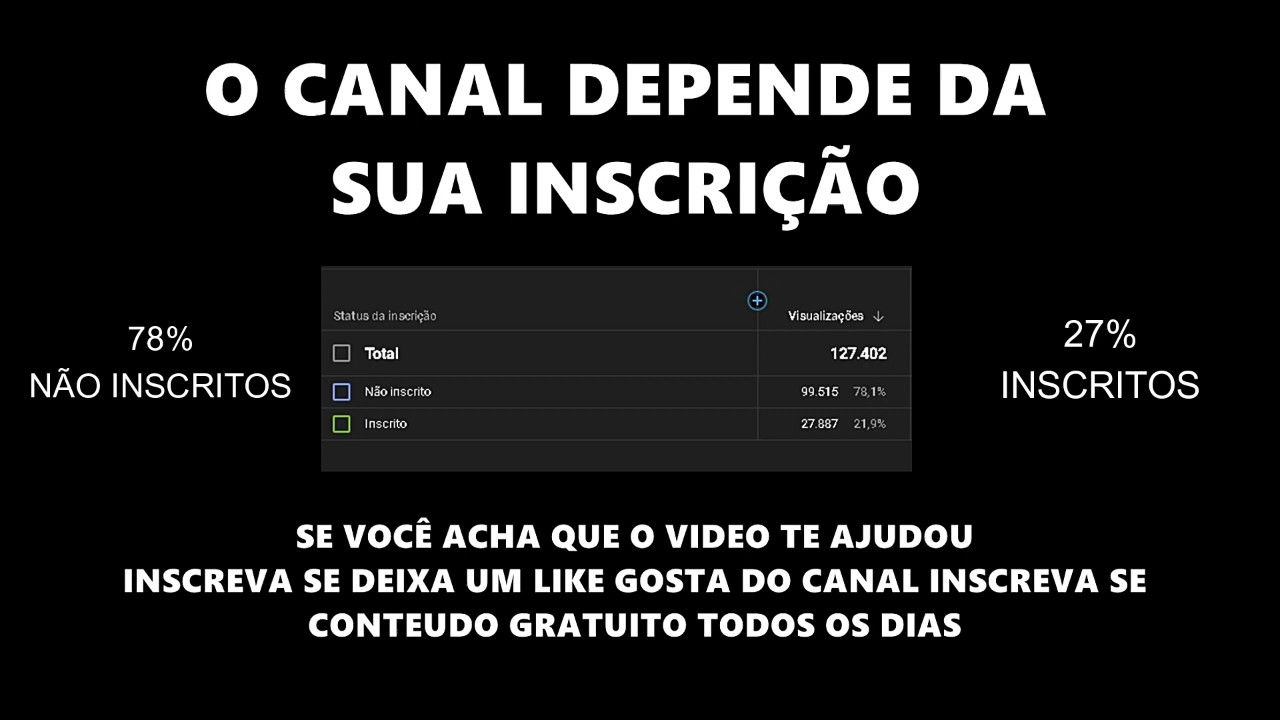 O CANAL DEPENDE DA
SUA INSCRIÇÃO
78%
NÃO INSCRITOS
Status da inscrição
Visualizações
Total
127.402
Não inscrito
99.515 78,1%
Inscrito
27.887 21,9%
27%
INSCRITOS
SE VOCÊ ACHA QUE O VIDEO TE AJUDOU
INSCREVA SE DEIXA UM LIKE GOSTA DO CANAL INSCREVA SE
CONTEUDO GRATUITO TODOS OS DIAS